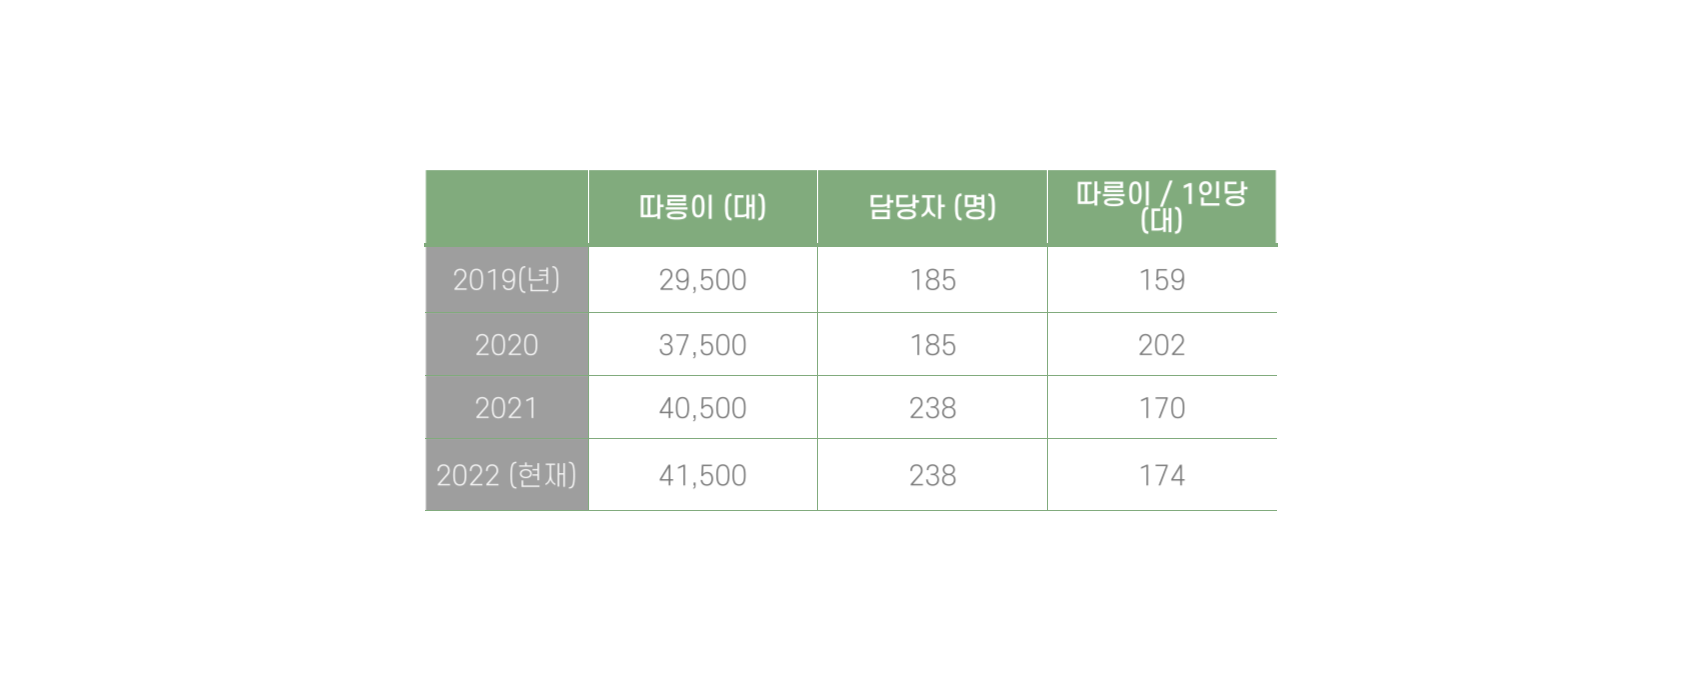 따릉이 (대) 담당자 (명) 따릉이 / 1인당
(대)
2019(년) 29,500 185 159
2020 37,500 185 202
2021 40,500 238 170
2022 (현재) 41,500 238 174